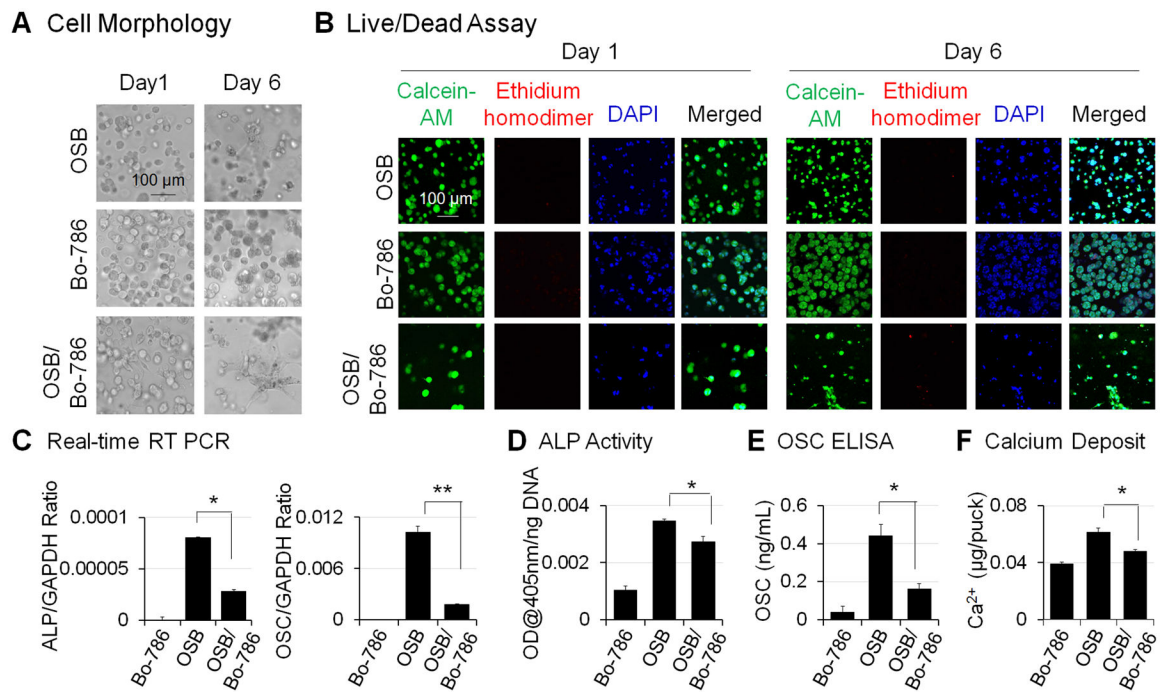 A Cell Morphology
Day1 Day 6
OSB
100 µm
Bo-786
OSB/
Bo-786
B Live/Dead Assay
Day 1 Day 6
Calcein-
AM
Ethidium
homodimer
DAPI
Merged
Calcein-
AM
Ethidium
homodimer
DAPI
Merged
OSB
100 µm
Bo-786
OSB/
Bo-786
C Real-time RT PCR
ALP/GAPDH Ratio
0.0001
0.00005
0
*
Bo-786
OSB
OSB/
Bo-786
OSC/GAPDH Ratio
0.012
0.009
0.006
0.003
0
**
Bo-786
OSB
OSB/
Bo-786
D ALP Activity
OD@405nm/ng DNA
0.004
0.002
0
*
Bo-786
OSB
OSB/
Bo-786
E OSC ELISA
OSC (ng/mL)
0.6
0.4
0.2
0
*
Bo-786
OSB
OSB/
Bo-786
F Calcium Deposit
Ca2+ (µg/puck)
0.08
0.04
0
*
Bo-786
OSB
OSB/
Bo-786